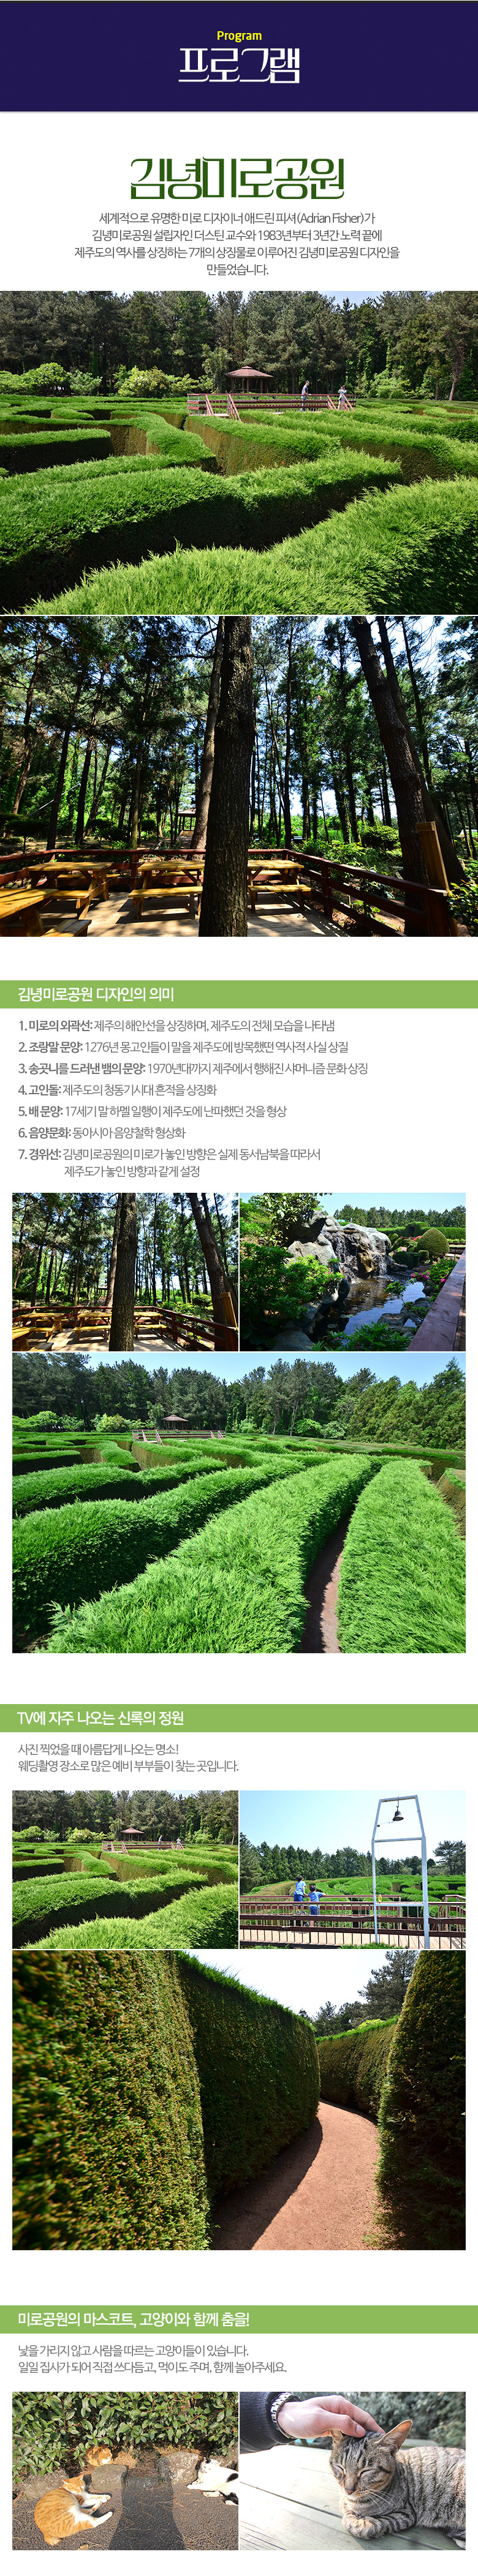 Program
프로그램
김녕미로공원
세계적으로 유명한 미로 디자이너 애드린 피셔(Adrian Fisher)가
김녕미로공원 설립자인 더스틴 교수와 1983년부터 3년간 노력 끝에
제주도의 역사를 상징하는 7개의 상징물로 이루어진 김녕미로공원 디자인을
만들었습니다.
김녕미로공원 디자인의 의미
1. 미로의 외곽선: 제주의 해안선을 상징하며, 제주도의 전체 모습을 나타냄
2. 조랑말 문양: 1276년 몽고인들이 말을 제주도에 방목했떤 역사적 사실 상질
3. 송곳니를 드러낸 뱀의 문양: 1970년대까지 제주에서 행해진 샤머니즘 문화 상징
4. 고인돌: 제주도의 청동기시대 흔적을 상징화
5. 배 문양: 17세기 말 하멜 일행이 제주도에 난파했던 것을 형상
6. 음양문화: 동아시아 음양철학 형상화
7. 경위선: 김녕미로공원의 미로가 놓인 방향은 실제 동서남북을 따라서
제주도가 놓인 방향과 같게 설정
TV에 자주 나오는 신록의 정원
사진 찍었을 때 아름답게 나오는 명소!
웨딩촬영 장소로 많은 예비 부부들이 찾는 곳입니다.
미로공원의 마스코트, 고양이와 함께 춤을!
낯을 가리지 않고 사람을 따르는 고양이들이 있습니다.
일일 집사가 되어 직접 쓰다듬고, 먹이도 주며, 함께 놀아주세요.